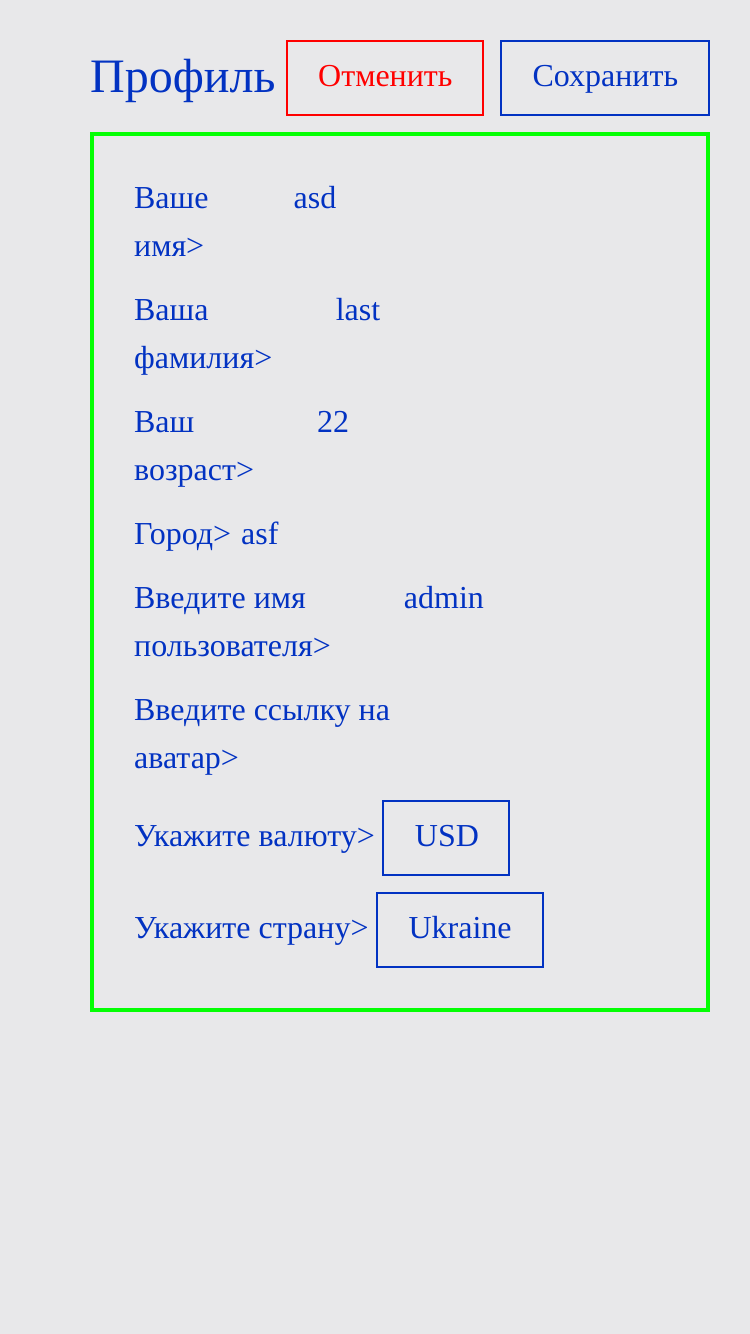 Профиль Отменить Сохранить
Ваше asd
имя>
Ваша last
фамилия>
Ваш 22
возраст>
Город> asf
Введите имя admin
пользователя>
Введите ссылку на
аватар>
Укажите валюту> USD
Укажите страну> Ukraine